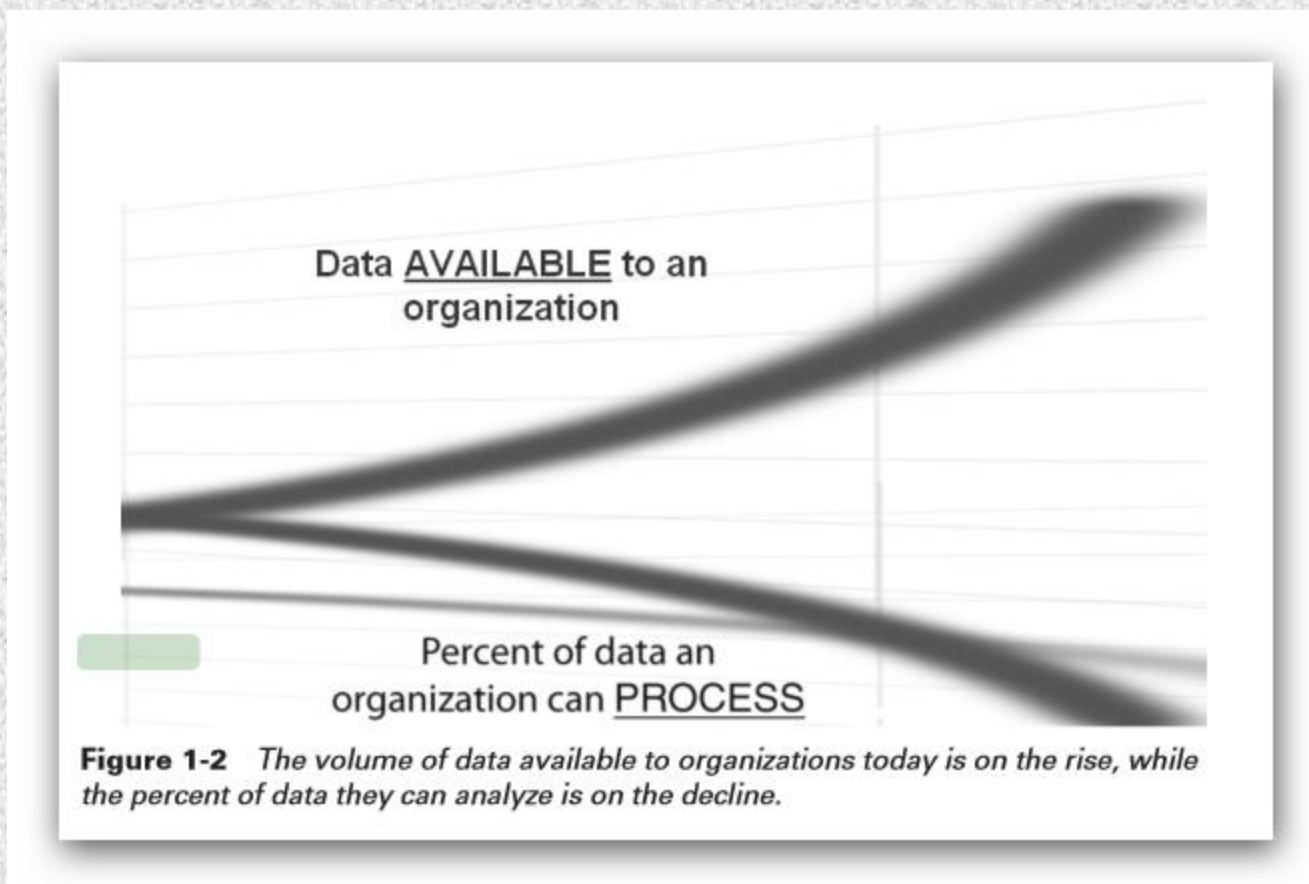 Data AVAILABLE to an
organization
Percent of data an
organization can PROCESS
Figure 1-2 The volume of data available to organizations today is on the rise, while
the percent of data they can analyze is on the decline.